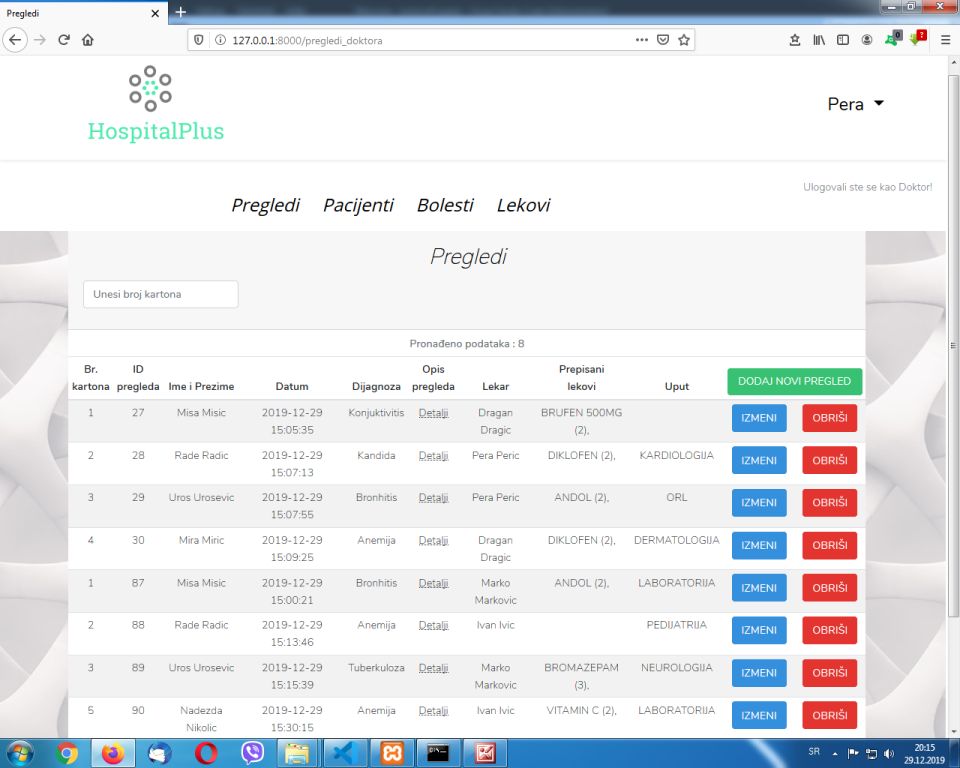 Pregledi
127.0.0.1:8000/pregledi_doktora
0
?
HospitalPlus
Pera
Ulogovali ste se kao Doktor!
Pregledi Pacijenti Bolesti Lekovi
Pregledi
Unesi broj kartona
Pronađeno podataka : 8
Br. kartona ID pregleda Ime i Prezime Datum Dijagnoza Opis pregleda Lekar Prepisani lekovi Uput DODAJ NOVI PREGLED
1 27 Misa Misic 2019-12-29 15:05:35 Konjuktivitis Detalji Dragan Dragic BRUFEN 500MG (2), IZMENI OBRIŠI
2 28 Rade Radic 2019-12-29 15:07:13 Kandida Detalji Pera Peric DIKLOFEN (2), KARDIOLOGIJA IZMENI OBRIŠI
3 29 Uros Urosevic 2019-12-29 15:07:55 Bronhitis Detalji Pera Peric ANDOL (2), ORL IZMENI OBRIŠI
4 30 Mira Miric 2019-12-29 15:09:25 Anemija Detalji Dragan Dragic DIKLOFEN (2), DERMATOLOGIJA IZMENI OBRIŠI
1 87 Misa Misic 2019-12-29 15:00:21 Bronhitis Detalji Marko Markovic ANDOL (2), LABORATORIJA IZMENI OBRIŠI
2 88 Rade Radic 2019-12-29 15:13:46 Anemija Detalji Ivan Ivic PEDIJATRIJA IZMENI OBRIŠI
3 89 Uros Urosevic 2019-12-29 15:15:39 Tuberkuloza Detalji Marko Markovic BROMAZEPAM (3), NEUROLOGIJA IZMENI OBRIŠI
5 90 Nadezda Nikolic 2019-12-29 15:30:15 Anemija Detalji Ivan Ivic VITAMIN C (2), LABORATORIJA IZMENI OBRIŠI
SR
20:15
29.12.2019